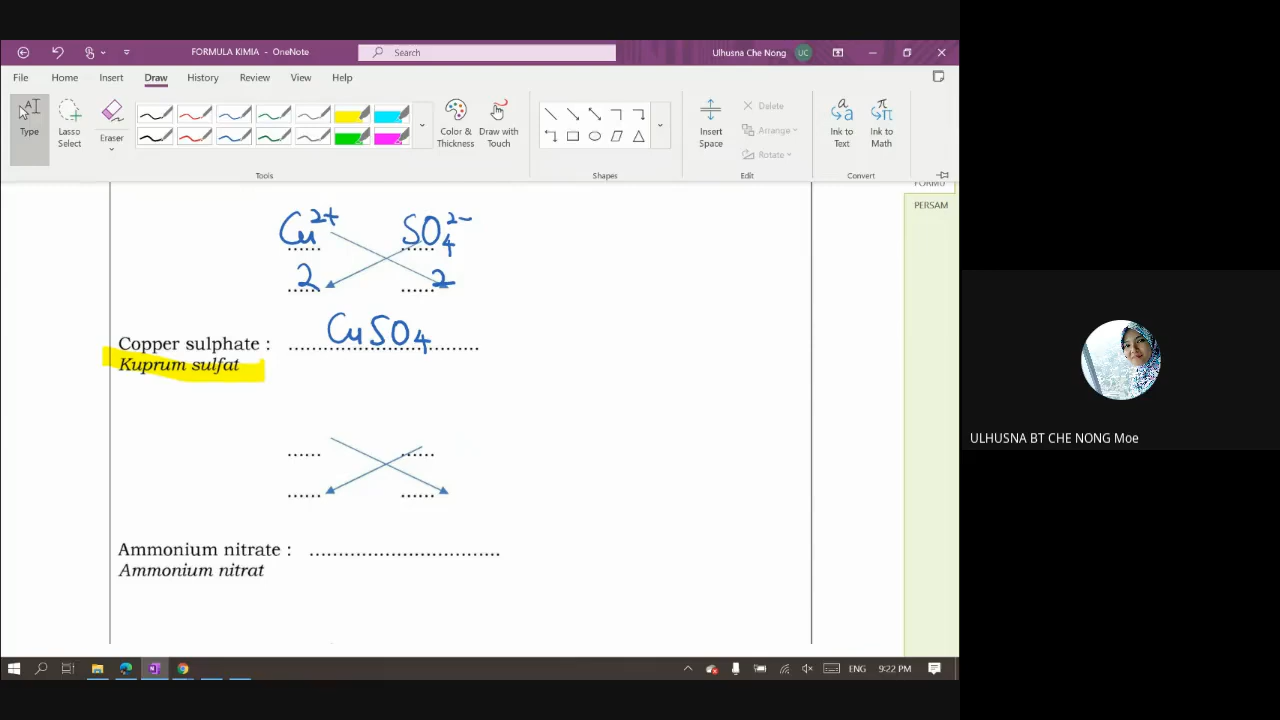 FORMULA KIMIA - OneNote
Search
Ulhusna Che Nong
UC
File Home Insert Draw History Review View Help
Type
Lasso Select
Eraser
Color & Thickness
Draw with Touch
Insert Space
Delete
Arrange
Rotate
Ink to Text
Ink to Math
Tools
Shapes
Edit
Convert
FORMU
PERSAM
Cu²⁺ SO₄²⁻
...... ......
2 2
...... ......
CuSO₄
Copper sulphate : .................................
Kuprum sulfat
...... ......
...... ......
Ammonium nitrate : .................................
Ammonium nitrat
ULHUSNA BT CHE NONG Moe
ENG 9:22 PM